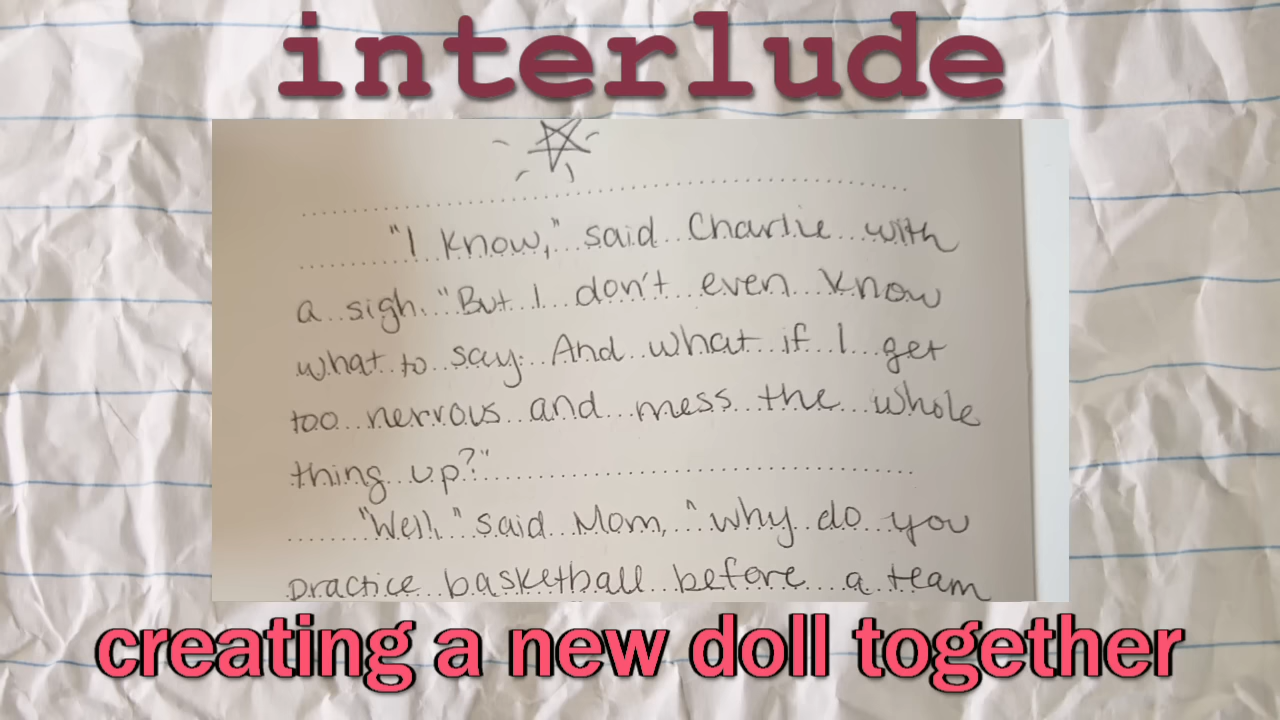 interlude
"I know," said Charlie with
a sigh. "But I don't even know
what to say. And what if I get
too nervous and mess the whole
thing up?"
"Well," said Mom, "why do you
practice basketball before a team
creating a new doll together